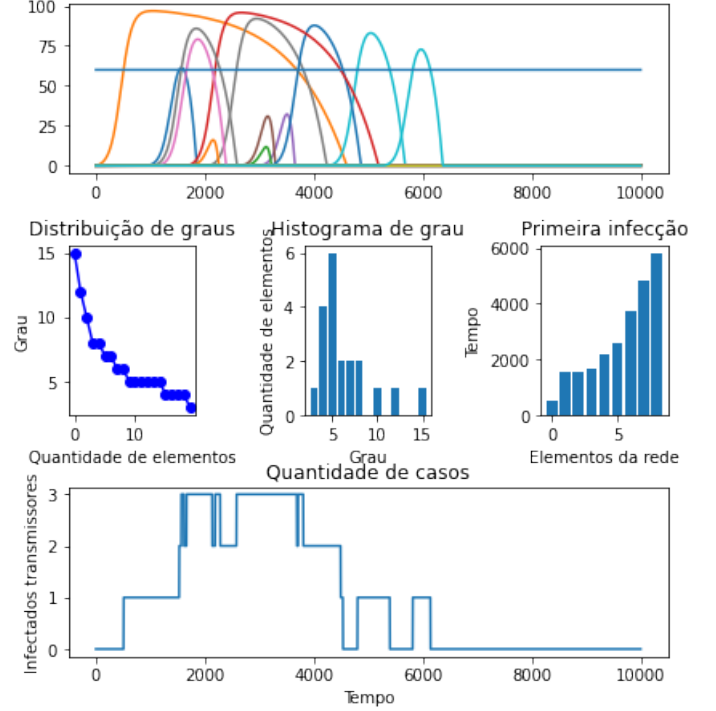 100
75
50
25
0
0 2000 4000 6000 8000 10000
Distribuição de graus
15
10
5
Grau
0 10
Quantidade de elementos
Histograma de grau
6
4
2
0
Quantidade de elementos
5 10 15
Grau
Primeira infecção
6000
4000
2000
0
Tempo
0 5
Elementos da rede
Quantidade de casos
3
2
1
0
Infectados transmissores
0 2000 4000 6000 8000 10000
Tempo